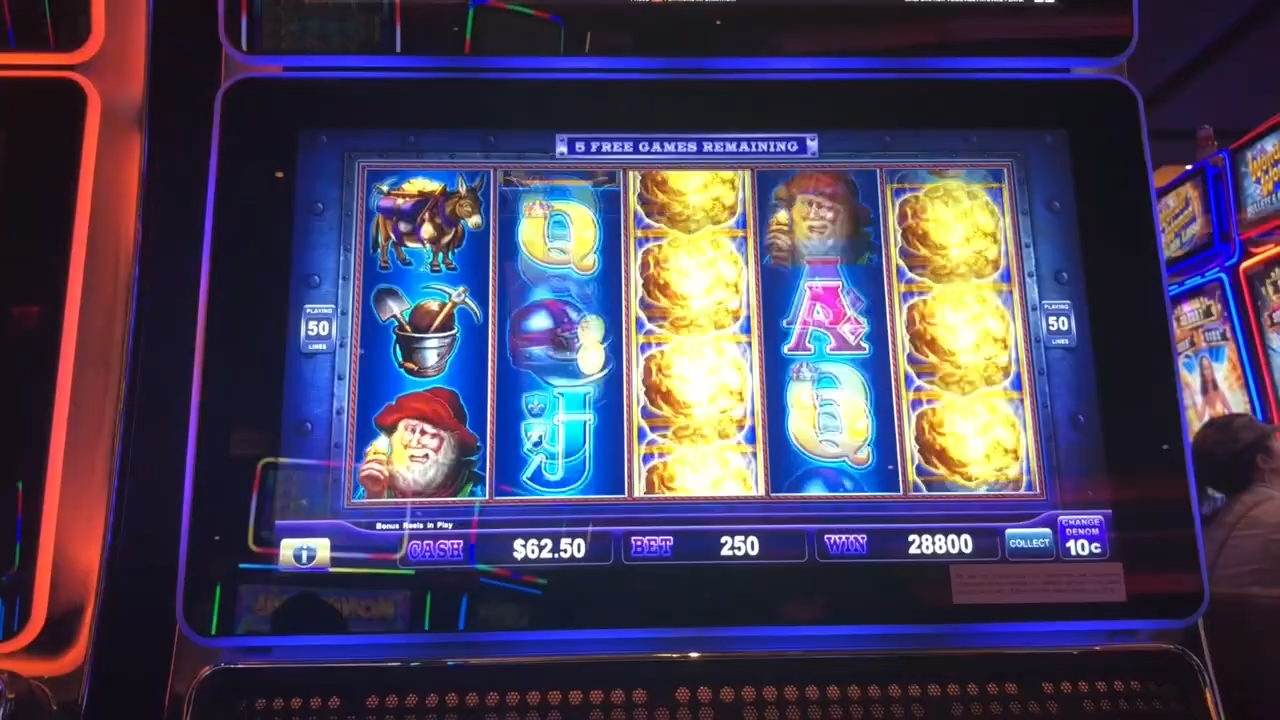 5 FREE GAMES REMAINING
PLAYING
50
LINES
PLAYING
50
LINES
Q
A
J
Q
Bonus Reels in Play
CASH $62.50 BET 250 WIN 28800 COLLECT
CHANGE
DENOM
10¢